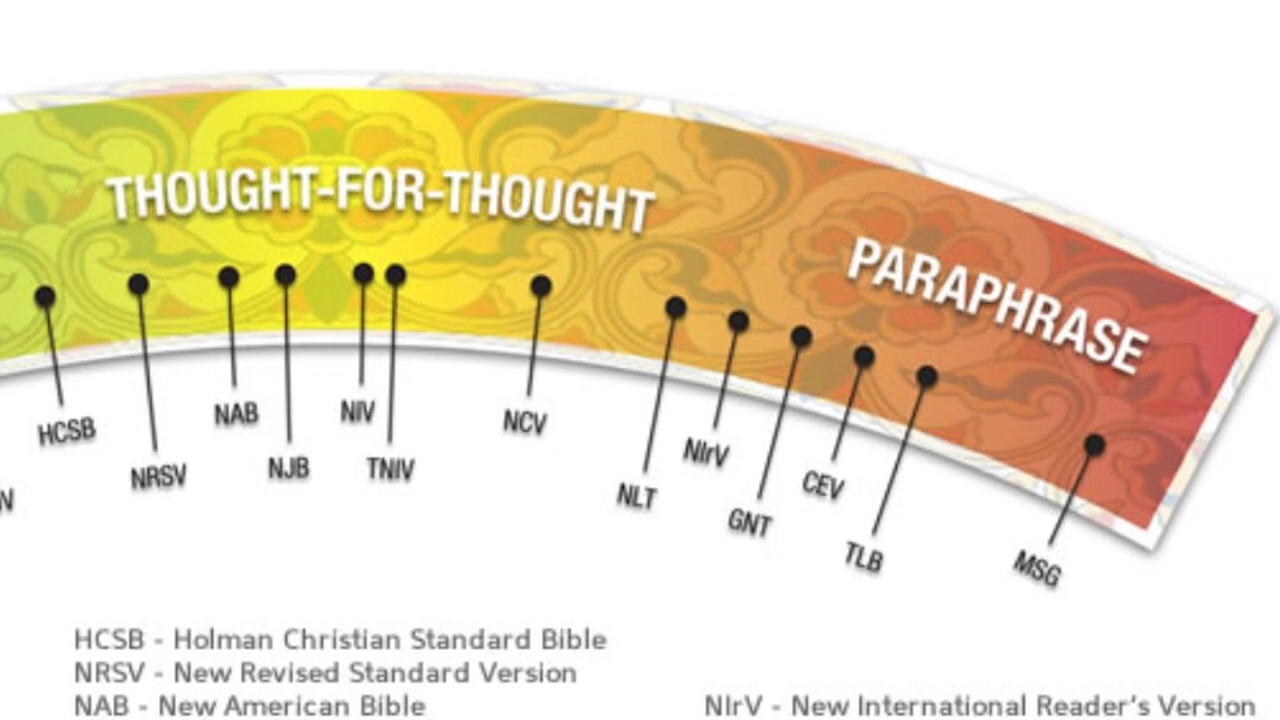 THOUGHT-FOR-THOUGHT
PARAPHRASE
HCSB
NRSV
NAB
NJB
NIV
TNIV
NCV
NLT
NIrV
GNT
CEV
TLB
MSG
HCSB - Holman Christian Standard Bible
NRSV - New Revised Standard Version
NAB - New American Bible
NIrV - New International Reader's Version